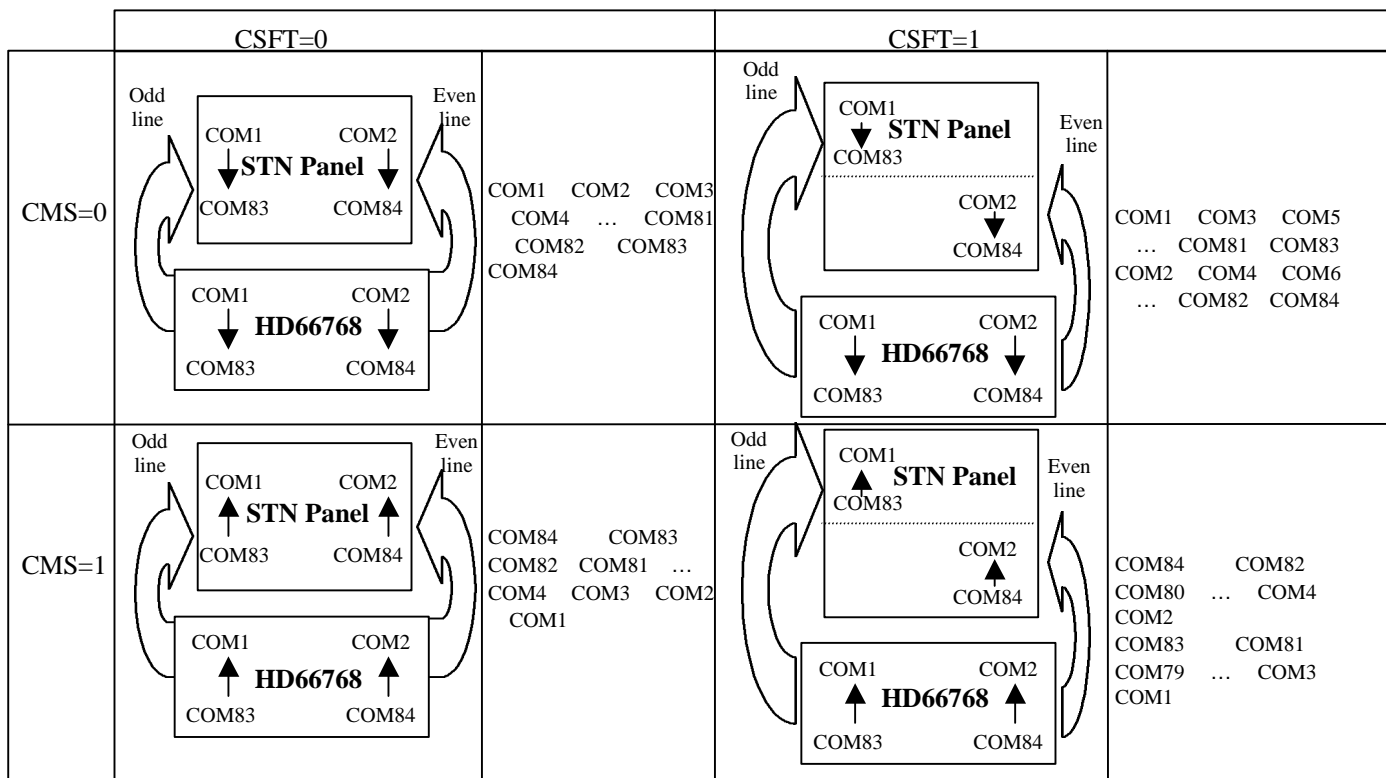 CSFT=0
CSFT=1
CMS=0
Odd
line
Even
line
COM1
COM2
STN Panel
COM83
COM84
COM1
COM2
HD66768
COM83
COM84
COM1 COM2 COM3
COM4 … COM81
COM82 COM83
COM84
Odd
line
COM1
STN Panel
COM83
Even
line
COM2
COM84
COM1
COM2
HD66768
COM83
COM84
COM1 COM3 COM5
… COM81 COM83
COM2 COM4 COM6
… COM82 COM84
CMS=1
Odd
line
Even
line
COM1
COM2
STN Panel
COM83
COM84
COM1
COM2
HD66768
COM83
COM84
COM84 COM83
COM82 COM81 …
COM4 COM3 COM2
COM1
Odd
line
COM1
STN Panel
COM83
Even
line
COM2
COM84
COM1
COM2
HD66768
COM83
COM84
COM84 COM82
COM80 … COM4
COM2
COM83 COM81
COM79 … COM3
COM1